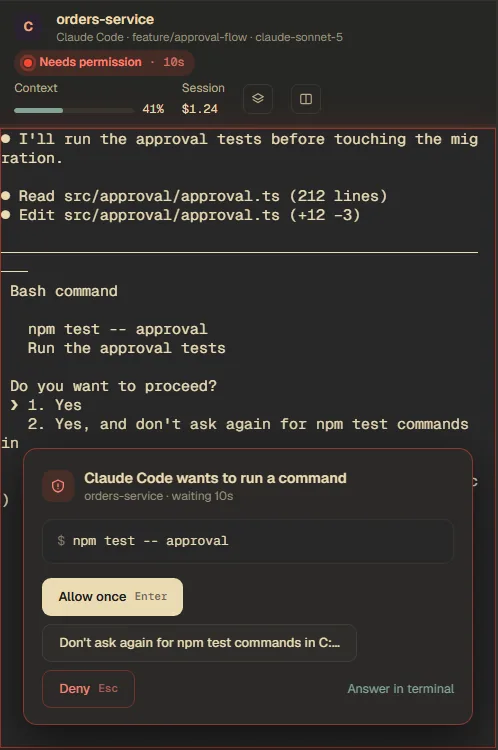 C
orders-service
Claude Code · feature/approval-flow · claude-sonnet-5
Needs permission · 10s
Context
Session
41%
$1.24
● I'll run the approval tests before touching the mig
ration.
● Read src/approval/approval.ts (212 lines)
● Edit src/approval/approval.ts (+12 −3)
Bash command
npm test -- approval
Run the approval tests
Do you want to proceed?
❯ 1. Yes
2. Yes, and don't ask again for npm test commands
in
c
)
Claude Code wants to run a command
orders-service · waiting 10s
$ npm test -- approval
Allow once Enter
Don't ask again for npm test commands in C:...
Deny Esc
Answer in terminal